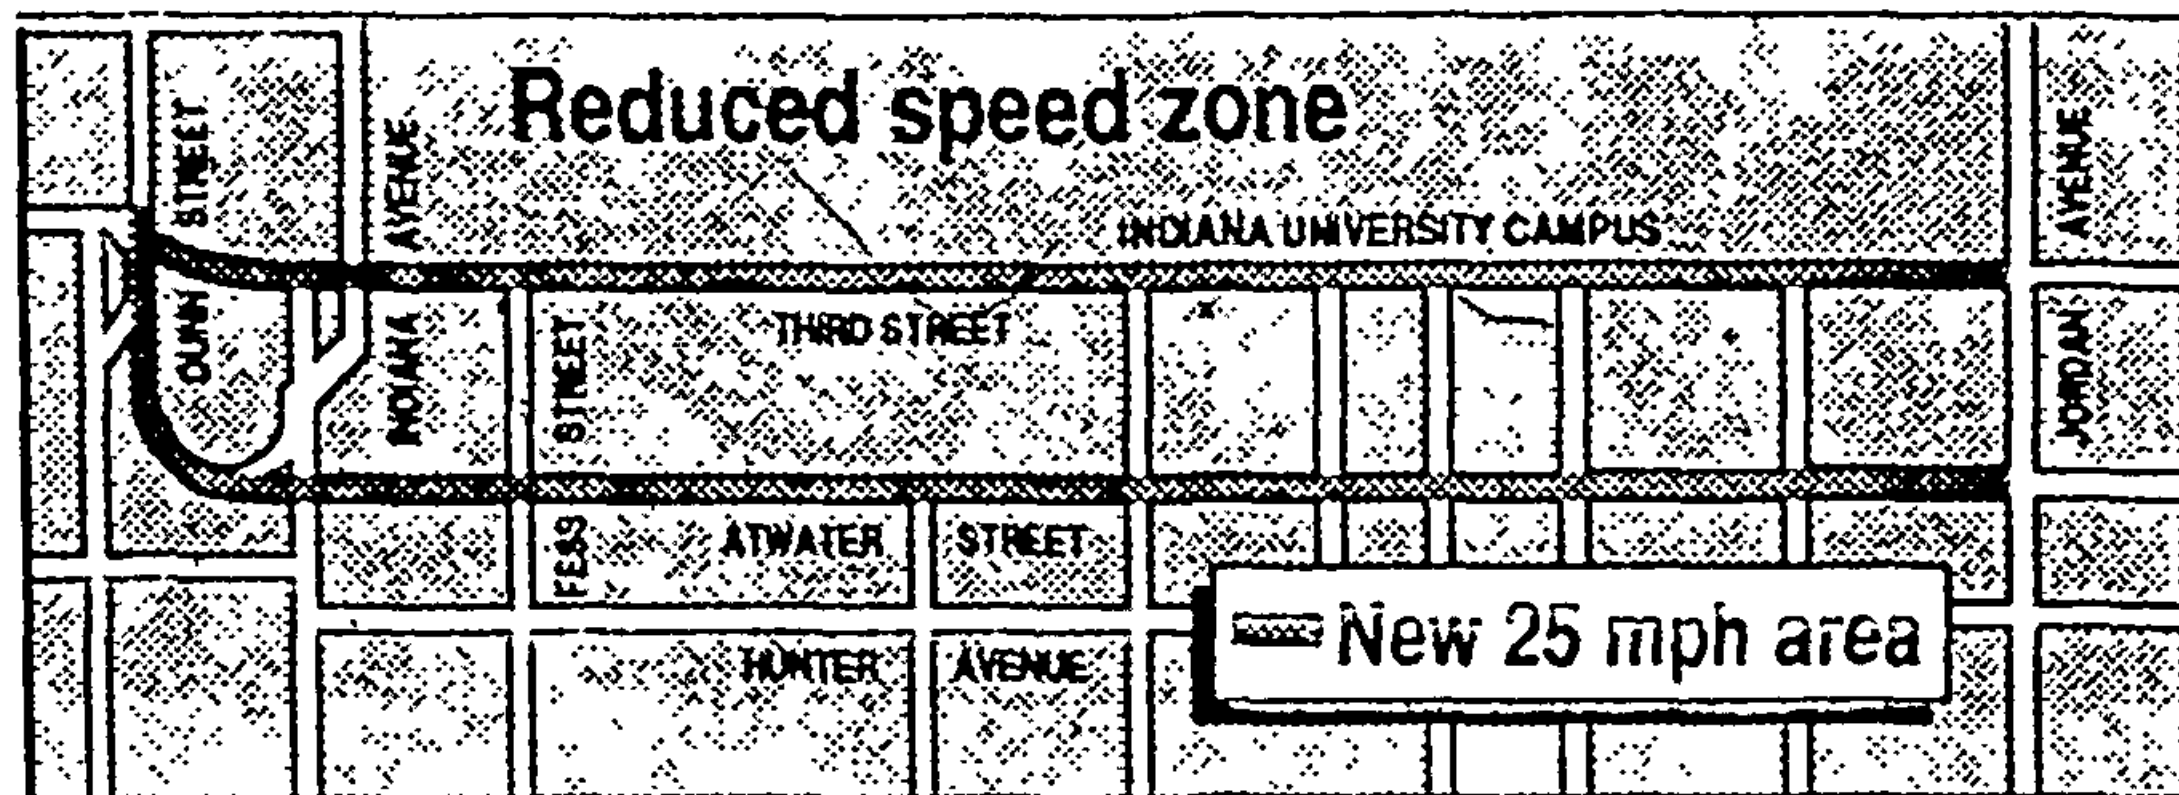 Reduced speed zone
STREET
AVENUE
AVENUE
INDIANA UNIVERSITY CAMPUS
DUNN
INDIANA
STREET
THIRD STREET
JORDAN
FESS
ATWATER STREET
New 25 mph area
HUNTER AVENUE